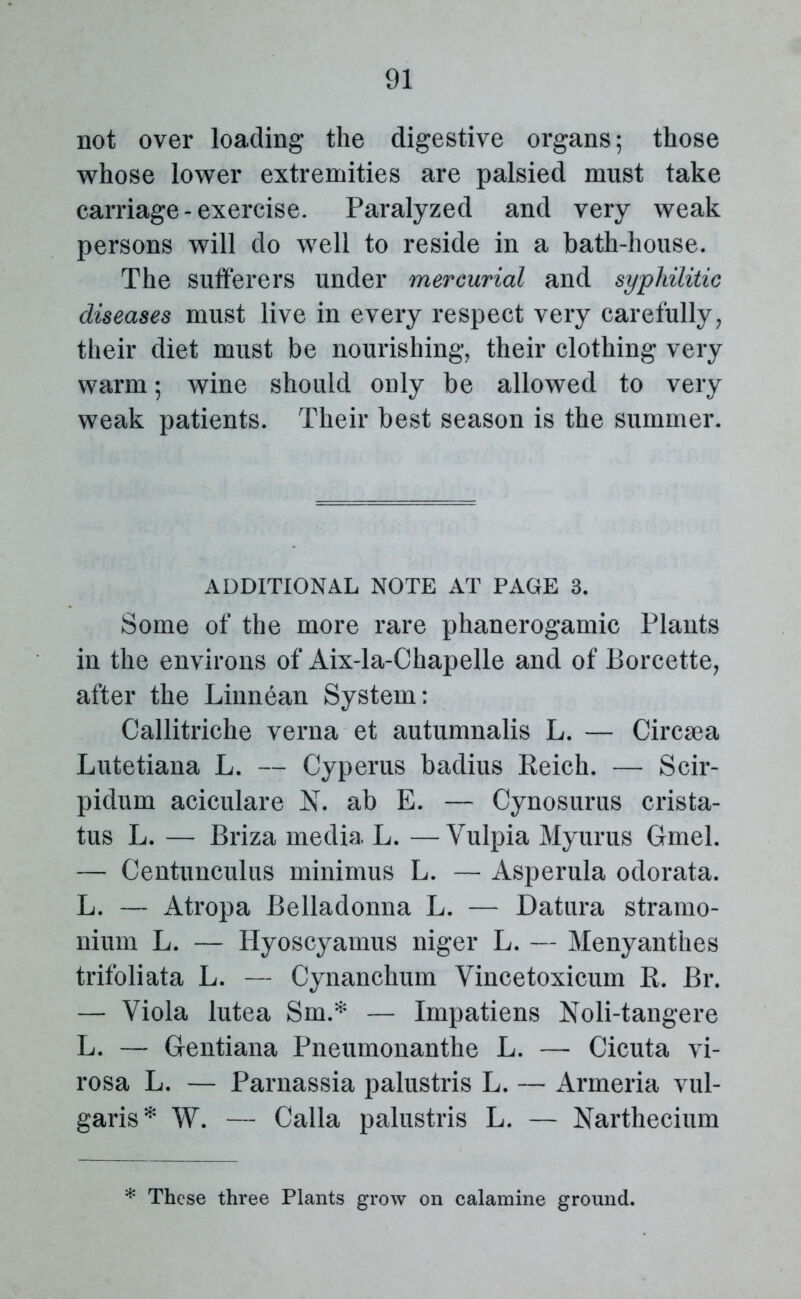 91
not over loading the digestive organs; those
whose lower extremities are palsied must take
carriage-exercise. Paralyzed and very weak
persons will do well to reside in a bath-house.
The sufferers under mercurial and syphilitic
diseases must live in every respect very carefully,
their diet must be nourishing, their clothing very
warm; wine should only be allowed to very
weak patients. Their best season is the summer.
ADDITIONAL NOTE AT PAGE 3.
Some of the more rare phanerogamic Plants
in the environs of Aix-la-Chapelle and of Borcette,
after the Linnéan System:
Callitriche verna et autumnalis L. — Circæa
Lutetiana L. — Cyperus badius Reich. — Scir-
pidum aciculare N. ab E. — Cynosurus crista-
tus L. — Briza media L. — Vulpia Myurus Gmel.
— Centunculus minimus L. — Asperula odorata.
L. — Atropa Belladonna L. — Datura stramo-
nium L. — Hyoscyamus niger L. — Menyanthes
trifoliata L. — Cynanchum Vincetoxicum R. Br.
— Viola lutea Sm.* — Impatiens Noli-tangere
L. — Gentiana Pneumonanthe L. — Cicuta vi-
rosa L. — Parnassia palustris L. — Armeria vul-
garis* W. — Calla palustris L. — Narthecium
* These three Plants grow on calamine ground.